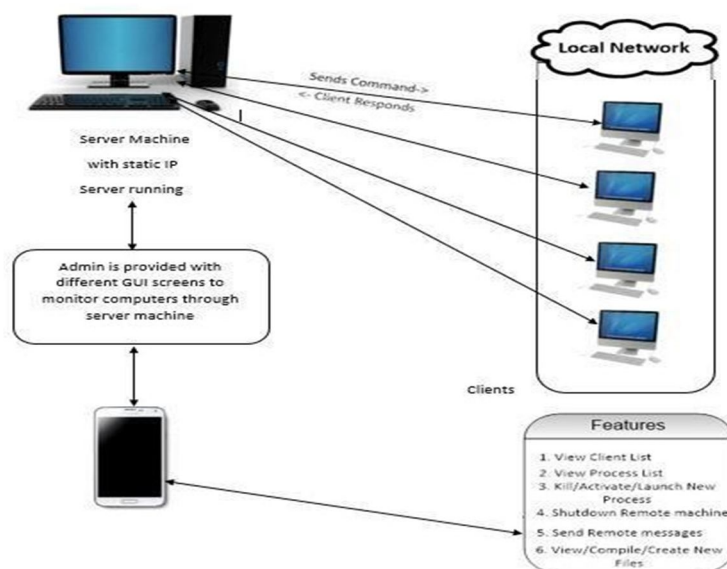 Local Network
Sends Command->
<- Client Responds
Server Machine
with static IP
Server running
Admin is provided with
different GUI screens to
monitor computers through
server machine
Clients
Features
1. View Client List
2. View Process List
3. Kill/Activate/Launch New
Process
4. Shutdown Remote machine
5. Send Remote messages
6. View/Compile/Create New
Files